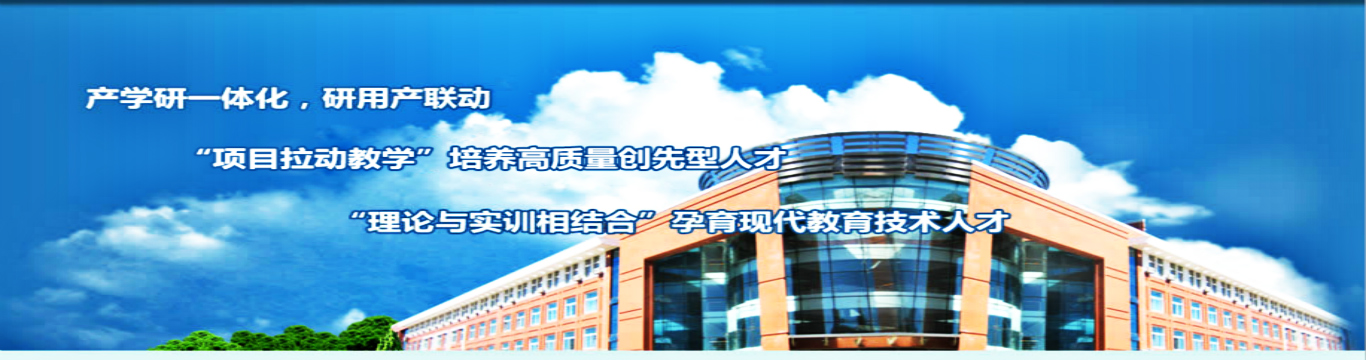 产学研一体化，研用产联动
“项目拉动教学”培养高质量创先型人才
“理论与实训相结合”孕育现代教育技术人才